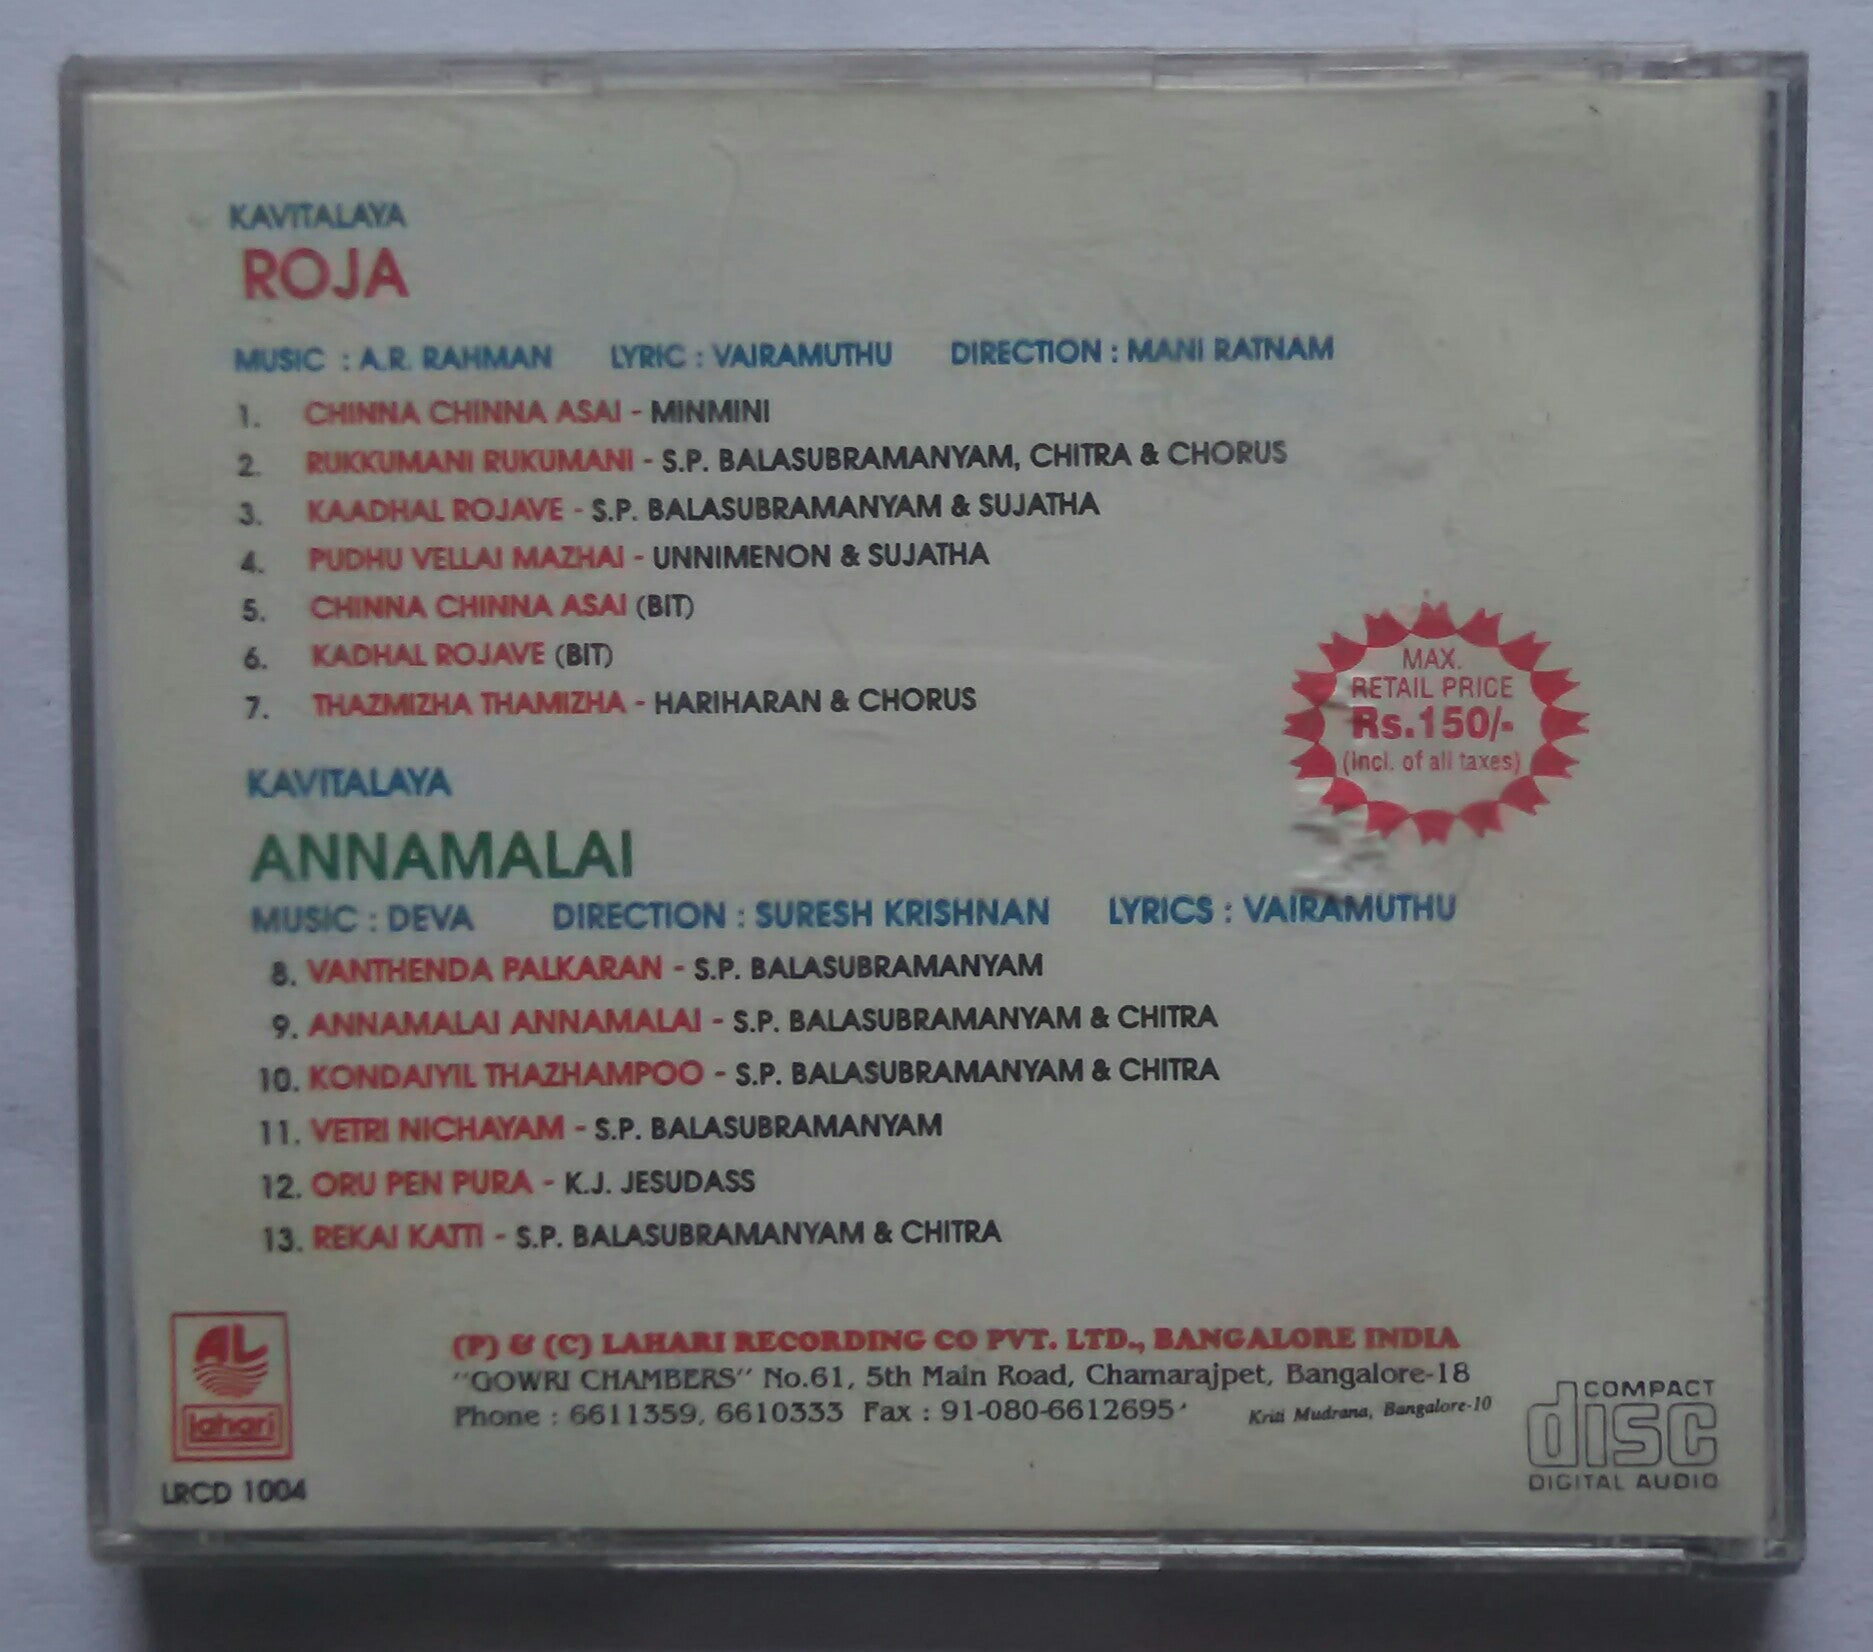 KAVITALAYA
ROJA
MUSIC : A.R. RAHMAN LYRIC : VAIRAMUTHU DIRECTION : MANI RATNAM
1. CHINNA CHINNA ASAI - MINMINI
2. RUKKUMANI RUKUMANI - S.P. BALASUBRAMANYAM, CHITRA & CHORUS
3. KAADHAL ROJAVE - S.P. BALASUBRAMANYAM & SUJATHA
4. PUDHU VELLAI MAZHAI - UNNIMENON & SUJATHA
5. CHINNA CHINNA ASAI (BIT)
6. KADHAL ROJAVE (BIT)
7. THAZMIZHA THAMIZHA - HARIHARAN & CHORUS
MAX.
RETAIL PRICE
Rs.150/-
(incl. of all taxes)
KAVITALAYA
ANNAMALAI
MUSIC : DEVA DIRECTION : SURESH KRISHNAN LYRICS : VAIRAMUTHU
8. VANTHENDA PALKARAN - S.P. BALASUBRAMANYAM
9. ANNAMALAI ANNAMALAI - S.P. BALASUBRAMANYAM & CHITRA
10. KONDAIYIL THAZHAMPOO - S.P. BALASUBRAMANYAM & CHITRA
11. VETRI NICHAYAM - S.P. BALASUBRAMANYAM
12. ORU PEN PURA - K.J. JESUDASS
13. REKAI KATTI - S.P. BALASUBRAMANYAM & CHITRA
lahari
LRCD 1004
(P) & (C) LAHARI RECORDING CO PVT. LTD., BANGALORE INDIA
"GOWRI CHAMBERS" No.61, 5th Main Road, Chamarajpet, Bangalore-18
Phone : 6611359, 6610333 Fax : 91-080-6612695
Mudrana, Bangalore-10
COMPACT
disc
DIGITAL AUDIO